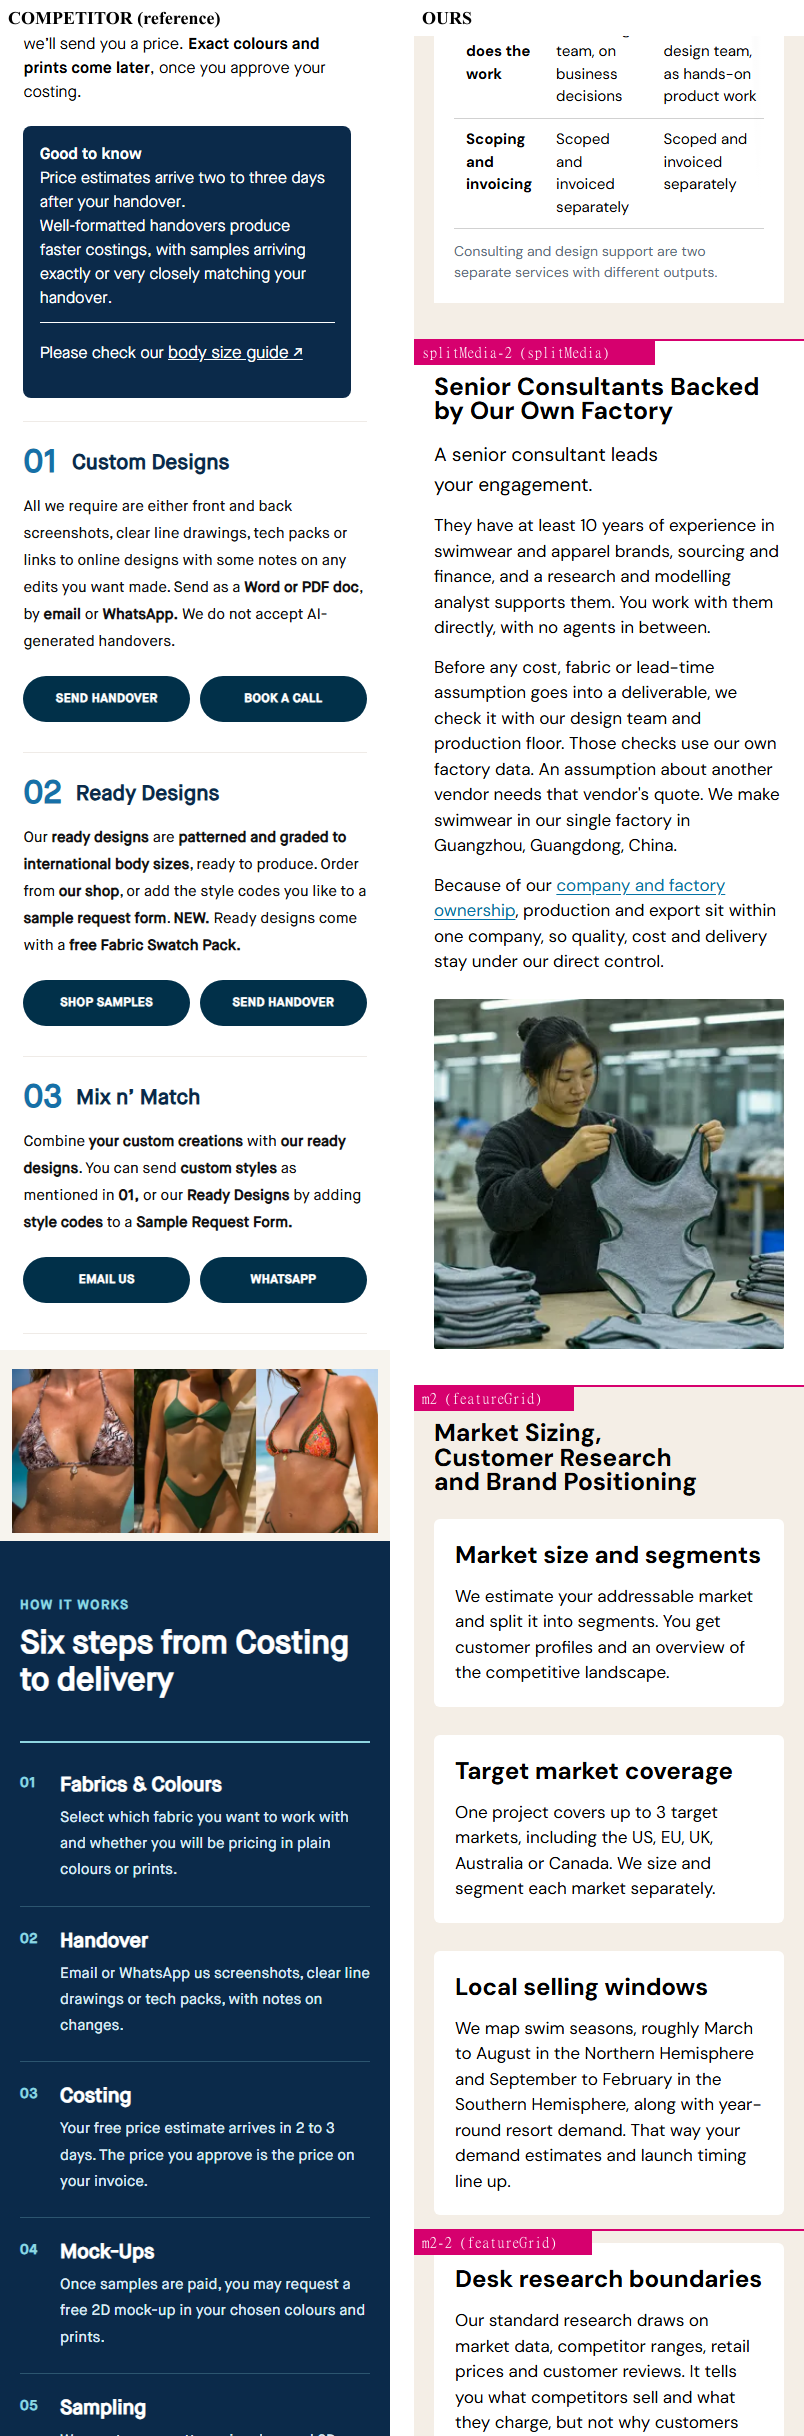 COMPETITOR (reference)
we'll send you a price. Exact colours and
prints come later, once you approve your
costing.
Good to know
Price estimates arrive two to three days
after your handover.
Well-formatted handovers produce
faster costings, with samples arriving
exactly or very closely matching your
handover.
Please check our body size guide ↗
01 Custom Designs
All we require are either front and back
screenshots, clear line drawings, tech packs or
links to online designs with some notes on any
edits you want made. Send as a Word or PDF doc,
by email or WhatsApp. We do not accept AI-
generated handovers.
SEND HANDOVER
BOOK A CALL
02 Ready Designs
Our ready designs are patterned and graded to
international body sizes, ready to produce. Order
from our shop, or add the style codes you like to a
sample request form. NEW. Ready designs come
with a free Fabric Swatch Pack.
SHOP SAMPLES
SEND HANDOVER
03 Mix n' Match
Combine your custom creations with our ready
designs. You can send custom styles as
mentioned in 01, or our Ready Designs by adding
style codes to a Sample Request Form.
EMAIL US
WHATSAPP
HOW IT WORKS
Six steps from Costing
to delivery
01 Fabrics & Colours
Select which fabric you want to work with
and whether you will be pricing in plain
colours or prints.
02 Handover
Email or WhatsApp us screenshots, clear line
drawings or tech packs, with notes on
changes.
03 Costing
Your free price estimate arrives in 2 to 3
days. The price you approve is the price on
your invoice.
04 Mock-Ups
Once samples are paid, you may request a
free 2D mock-up in your chosen colours and
prints.
05 Sampling
OURS
does the
work
team, on
business
decisions
design team,
as hands-on
product work
Scoping
and
invoicing
Scoped
and
invoiced
separately
Scoped and
invoiced
separately
Consulting and design support are two
separate services with different outputs.
splitMedia-2 (splitMedia)
Senior Consultants Backed
by Our Own Factory
A senior consultant leads
your engagement.
They have at least 10 years of experience in
swimwear and apparel brands, sourcing and
finance, and a research and modelling
analyst supports them. You work with them
directly, with no agents in between.
Before any cost, fabric or lead-time
assumption goes into a deliverable, we
check it with our design team and
production floor. Those checks use our own
factory data. An assumption about another
vendor needs that vendor's quote. We make
swimwear in our single factory in
Guangzhou, Guangdong, China.
Because of our company and factory
ownership, production and export sit within
one company, so quality, cost and delivery
stay under our direct control.
m2 (featureGrid)
Market Sizing,
Customer Research
and Brand Positioning
Market size and segments
We estimate your addressable market
and split it into segments. You get
customer profiles and an overview of
the competitive landscape.
Target market coverage
One project covers up to 3 target
markets, including the US, EU, UK,
Australia or Canada. We size and
segment each market separately.
Local selling windows
We map swim seasons, roughly March
to August in the Northern Hemisphere
and September to February in the
Southern Hemisphere, along with year-
round resort demand. That way your
demand estimates and launch timing
line up.
m2-2 (featureGrid)
Desk research boundaries
Our standard research draws on
market data, competitor ranges, retail
prices and customer reviews. It tells
you what competitors sell and what
they charge, but not why customers